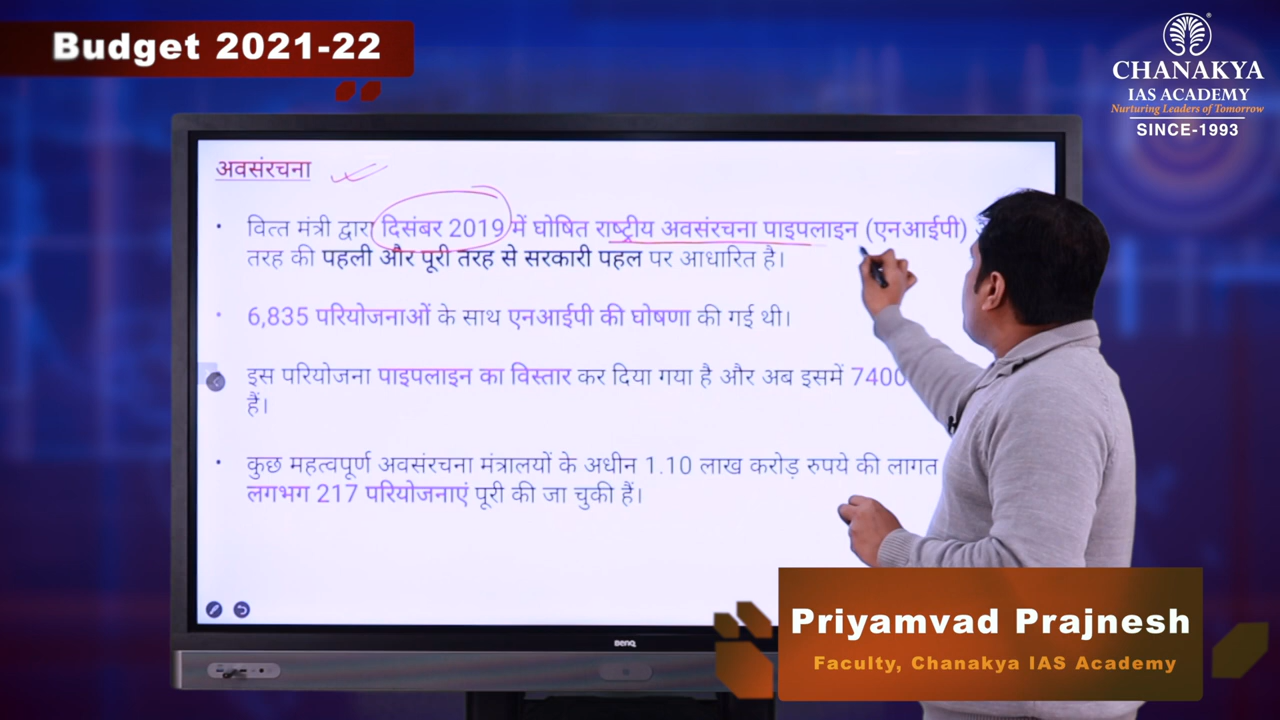 Budget 2021-22
CHANAKYA
IAS ACADEMY
Nurturing Leaders of Tomorrow
SINCE-1993
अवसंरचना
• वित्त मंत्री द्वारा दिसंबर 2019 में घोषित राष्ट्रीय अवसंरचना पाइपलाइन (एनआईपी)
तरह की पहली और पूरी तरह से सरकारी पहल पर आधारित है।
• 6,835 परियोजनाओं के साथ एनआईपी की घोषणा की गई थी।
इस परियोजना पाइपलाइन का विस्तार कर दिया गया है और अब इसमें 7400
हैं।
• कुछ महत्वपूर्ण अवसंरचना मंत्रालयों के अधीन 1.10 लाख करोड़ रुपये की लागत
लगभग 217 परियोजनाएं पूरी की जा चुकी हैं।
BenQ
Priyamvad Prajnesh
Faculty, Chanakya IAS Academy